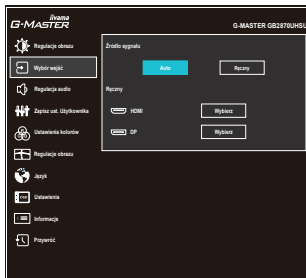 iiyama
G-MASTER
G-MASTER GB2870UHSU
Regulacje obrazu
Źródło sygnału
Wybór wejść
Auto
Ręczny
Regulacja audio
Ręczny
Zapisz ust. Użytkownika
HDMI
Wybierz
Ustawienia kolorów
DP
Wybierz
Regulacje obrazu
Język
OSD
Ustawienia
Informacje
Przywróć